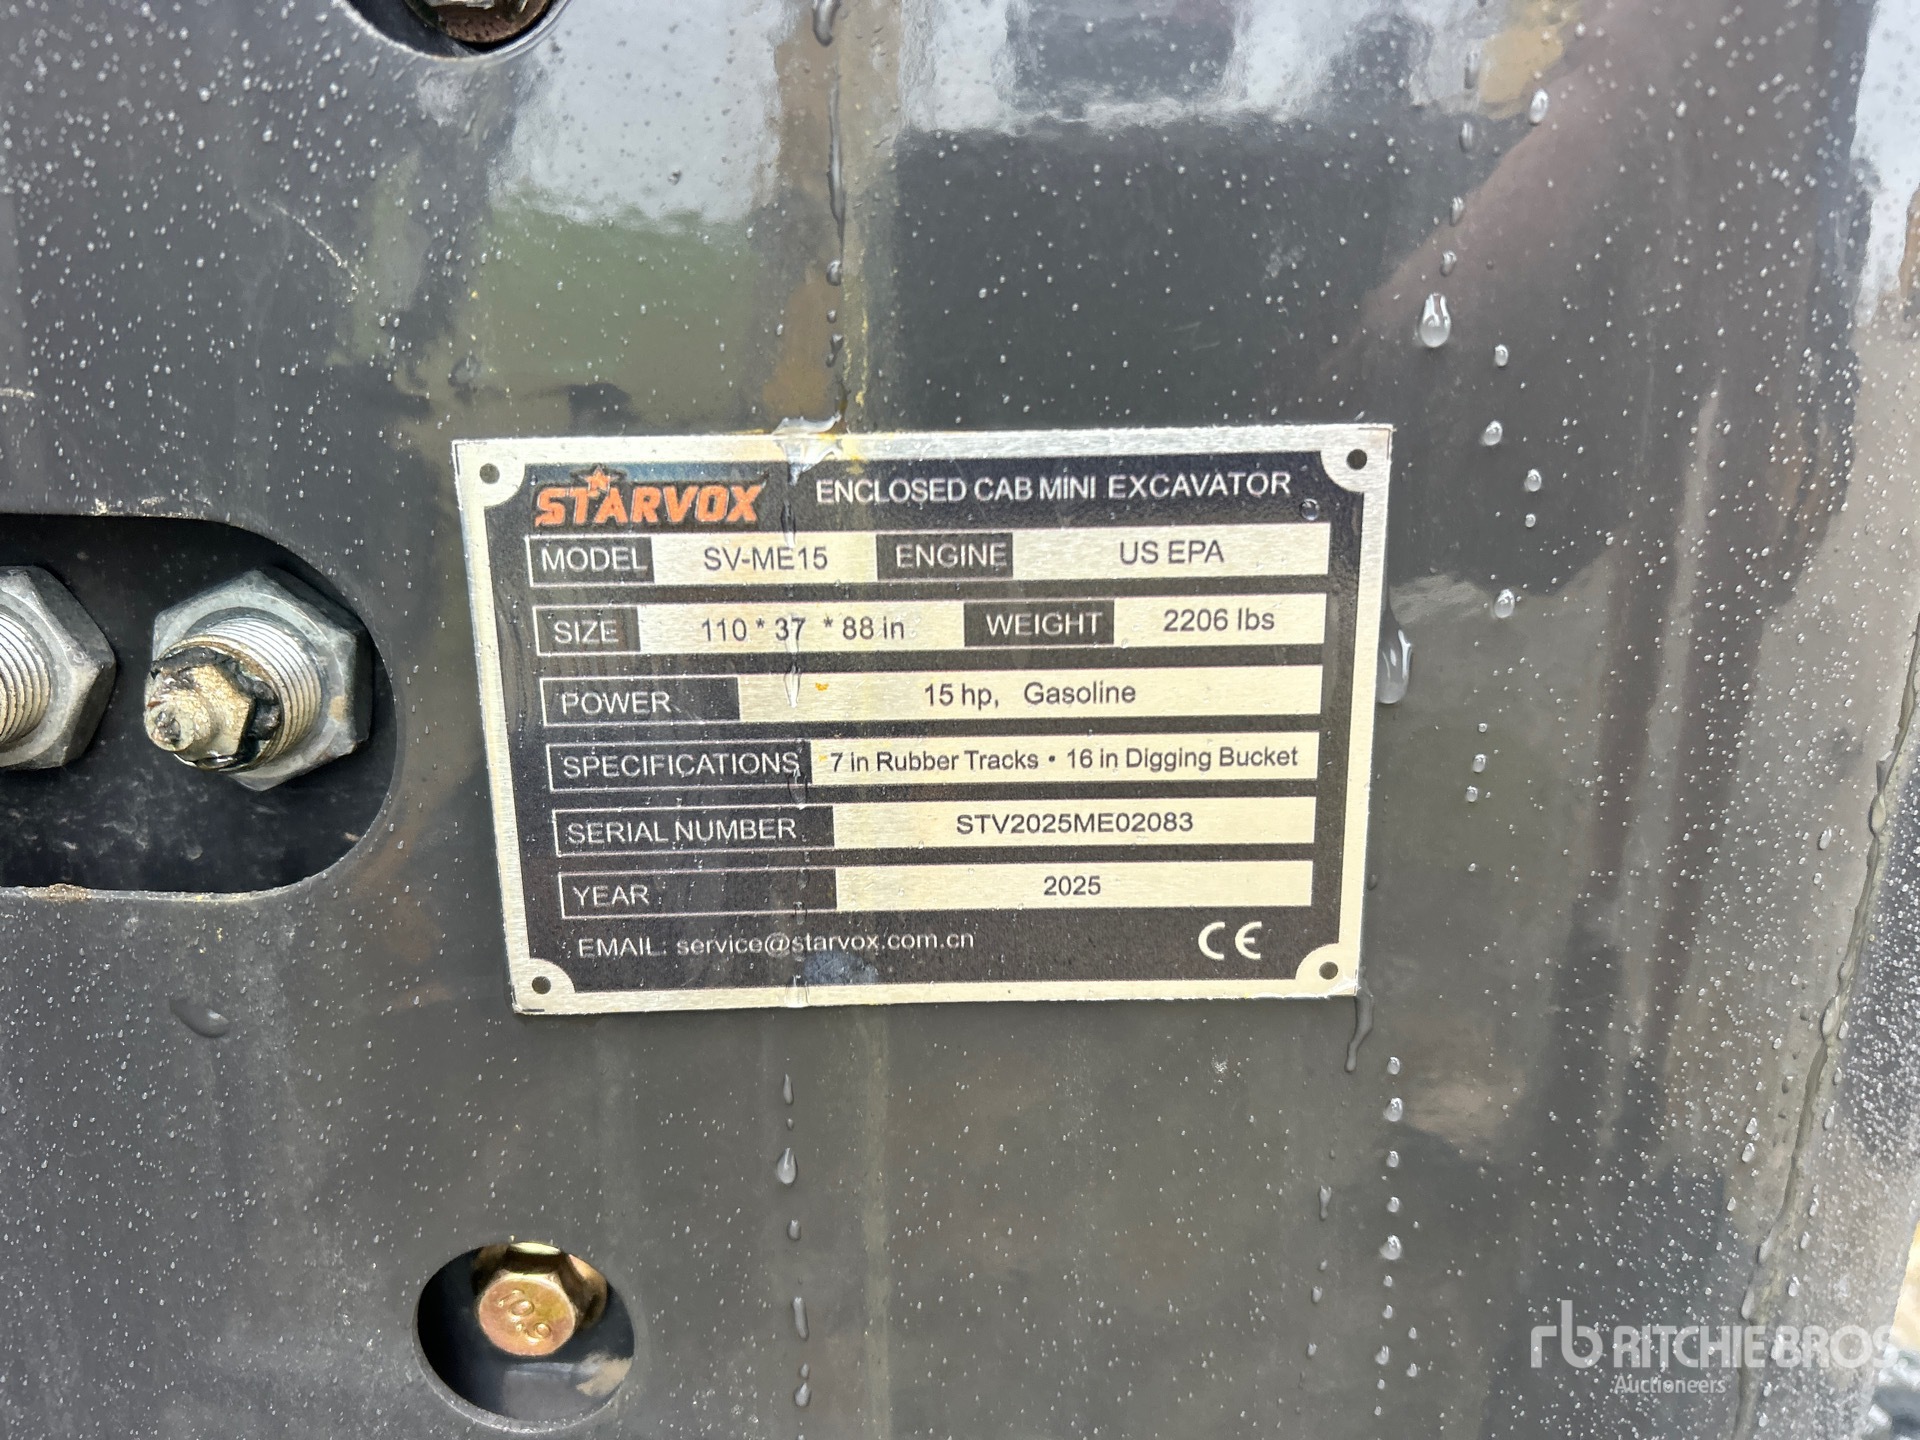 STARVOX ENCLOSED CAB MINI EXCAVATOR
MODEL SV-ME15 ENGINE US EPA
SIZE 110 * 37 * 88 in WEIGHT 2206 lbs
POWER 15 hp, Gasoline
SPECIFICATIONS 7 in Rubber Tracks • 16 in Digging Bucket
SERIAL NUMBER STV2025ME02083
YEAR 2025
EMAIL: service@starvox.com.cn CE
10.9
rb RITCHIE BROS
Auctioneers